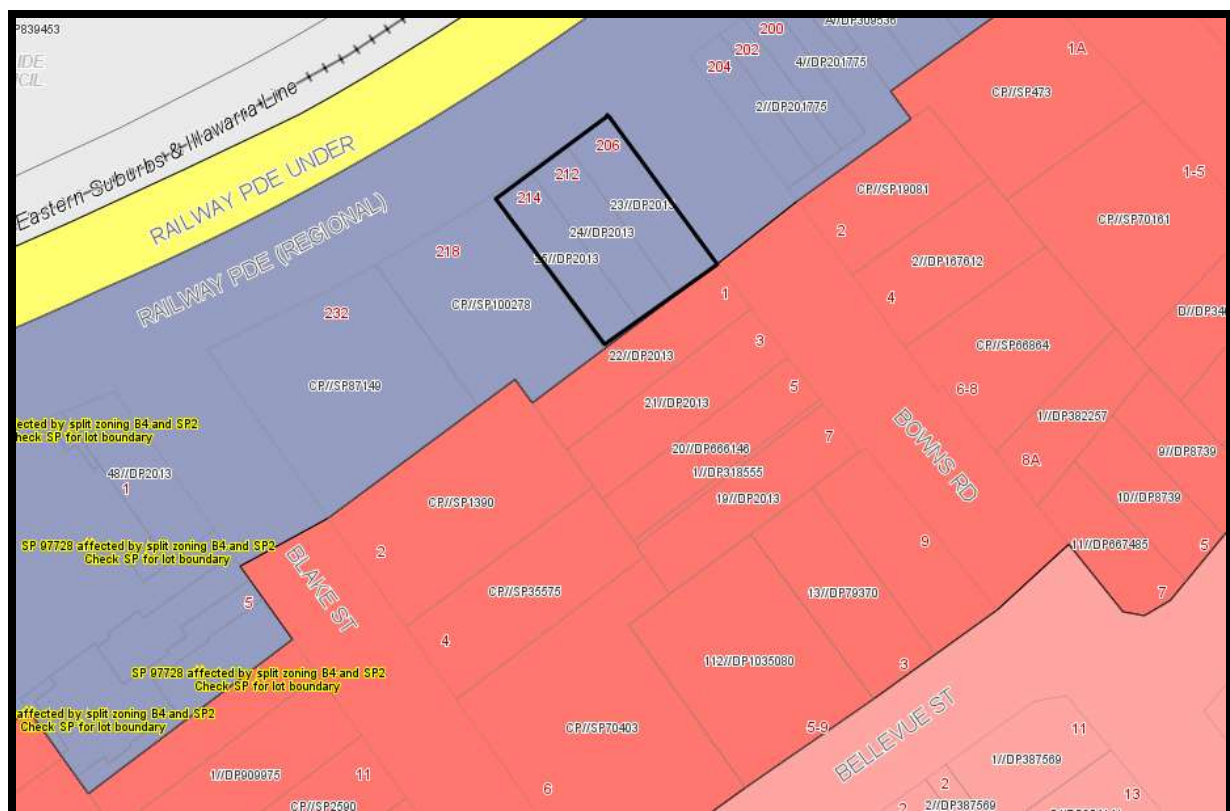 P839453
IDE
CIL
Eastern Suburbs & Illawarra Line
RAILWAY PDE UNDER
RAILWAY PDE (REGIONAL)
200
202
204
4//DP201775
2//DP201775
1A
CP//SP473
1-5
CP//SP70161
206
212
214
23//DP2013
24//DP2013
25//DP2013
CP//SP19081
2
2//DP167612
4
218
CP//SP100278
232
CP//SP87149
1
3
22//DP2013
5
21//DP2013
7
20//DP666146
1//DP318555
19//DP2013
9
BOWNS RD
CP//SP66864
6-8
1//DP382257
8A
9//DP8739
10//DP8739
11//DP667485
5
7
ected by split zoning B4 and SP2
heck SP for lot boundary
48//DP2013
1
SP 97728 affected by split zoning B4 and SP2
Check SP for lot boundary
CP//SP1390
BLAKE ST
2
5
CP//SP35575
4
13//DP79370
112//DP1035080
3
SP 97728 affected by split zoning B4 and SP2
Check SP for lot boundary
affected by split zoning B4 and SP2
Check SP for lot boundary
CP//SP70403
5-9
BELLEVUE ST
11
1//DP387569
1//DP909975
11
6
CP//SP2590
2
2
2//DP387569
13